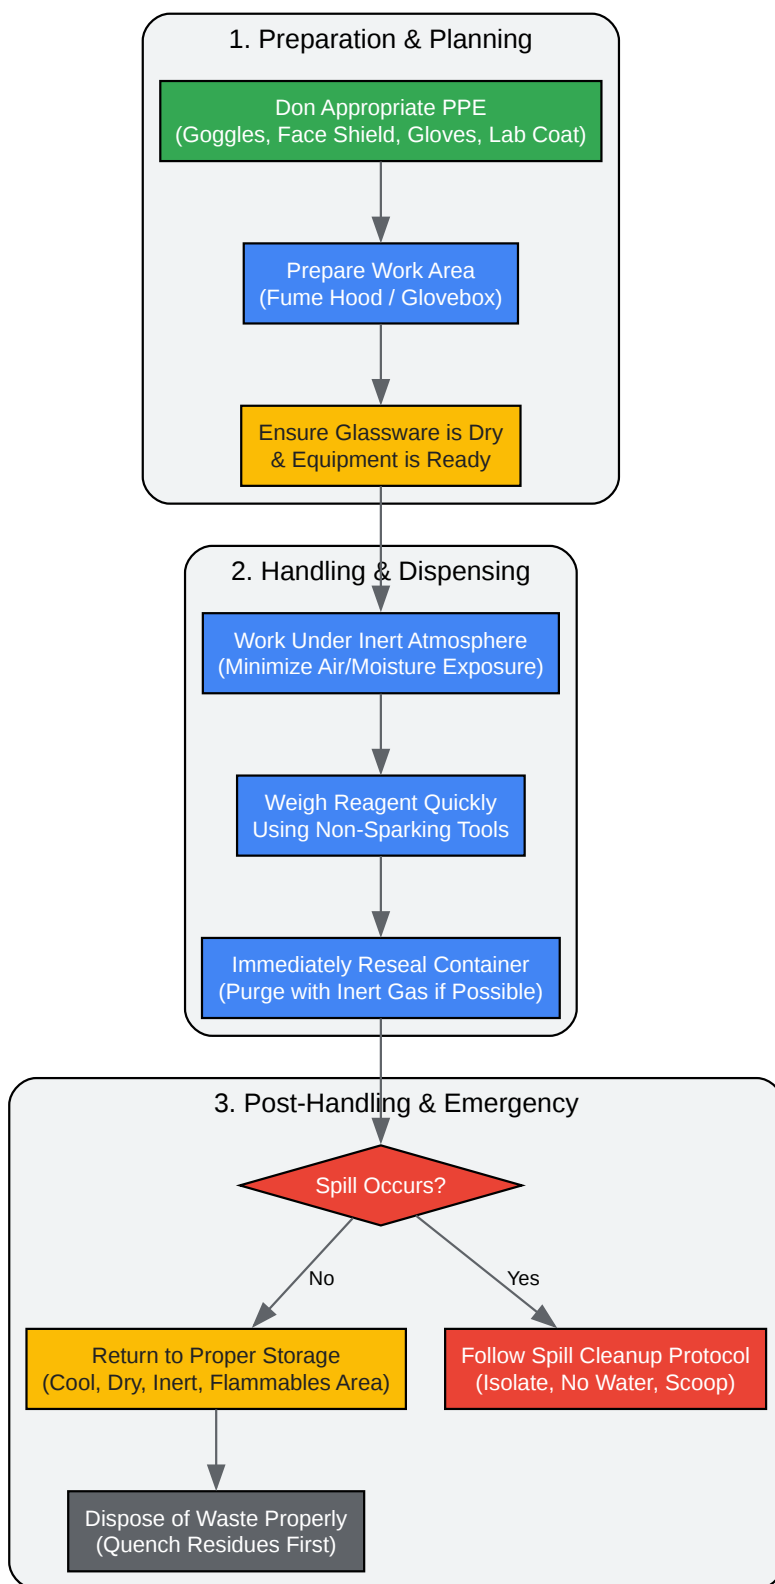 1. Preparation & Planning
Don Appropriate PPE
(Goggles, Face Shield, Gloves, Lab Coat)
Prepare Work Area
(Fume Hood / Glovebox)
Ensure Glassware is Dry
& Equipment is Ready
2. Handling & Dispensing
Work Under Inert Atmosphere
(Minimize Air/Moisture Exposure)
Weigh Reagent Quickly
Using Non-Sparking Tools
Immediately Reseal Container
(Purge with Inert Gas if Possible)
3. Post-Handling & Emergency
Spill Occurs?
No
Yes
Return to Proper Storage
(Cool, Dry, Inert, Flammables Area)
Follow Spill Cleanup Protocol
(Isolate, No Water, Scoop)
Dispose of Waste Properly
(Quench Residues First)